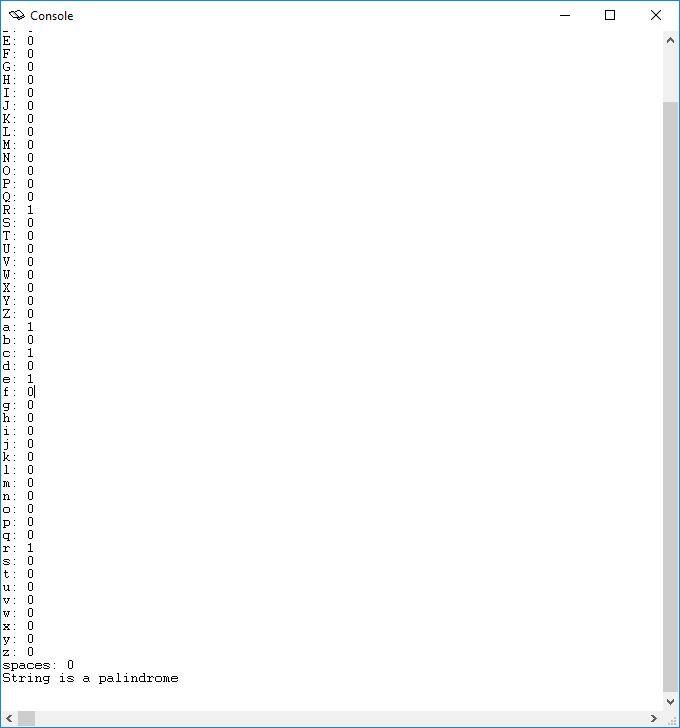 Console
E: 0
F: 0
G: 0
H: 0
I: 0
J: 0
K: 0
L: 0
M: 0
N: 0
O: 0
P: 0
Q: 0
R: 1
S: 0
T: 0
U: 0
V: 0
W: 0
X: 0
Y: 0
Z: 0
a: 1
b: 0
c: 1
d: 0
e: 1
f: 0
g: 0
h: 0
i: 0
j: 0
k: 0
l: 0
m: 0
n: 0
o: 0
p: 0
q: 0
r: 1
s: 0
t: 0
u: 0
v: 0
w: 0
x: 0
y: 0
z: 0
spaces: 0
String is a palindrome